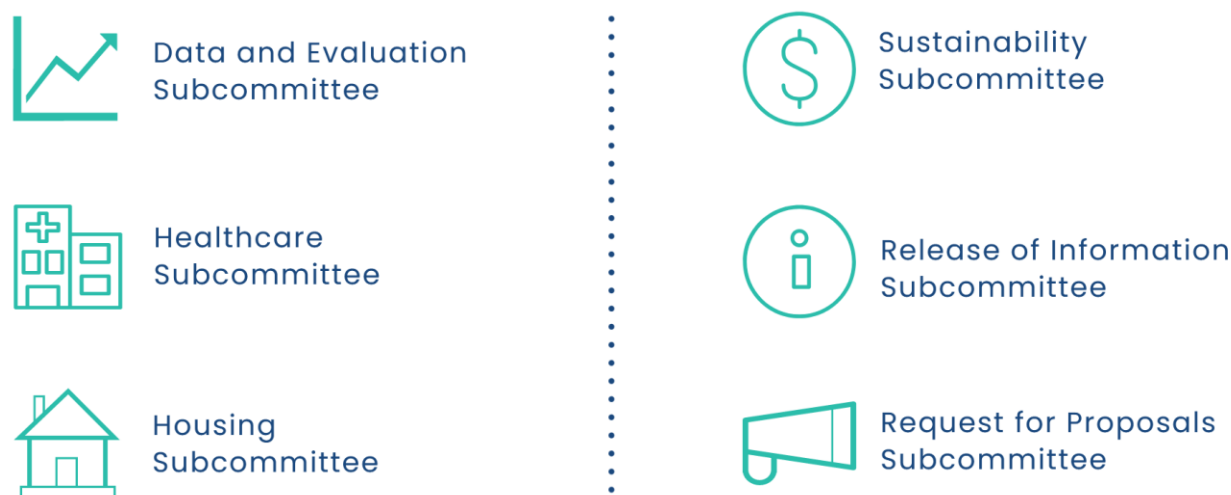 Data and Evaluation
Subcommittee
Healthcare
Subcommittee
Housing
Subcommittee
Sustainability
Subcommittee
Release of Information
Subcommittee
Request for Proposals
Subcommittee